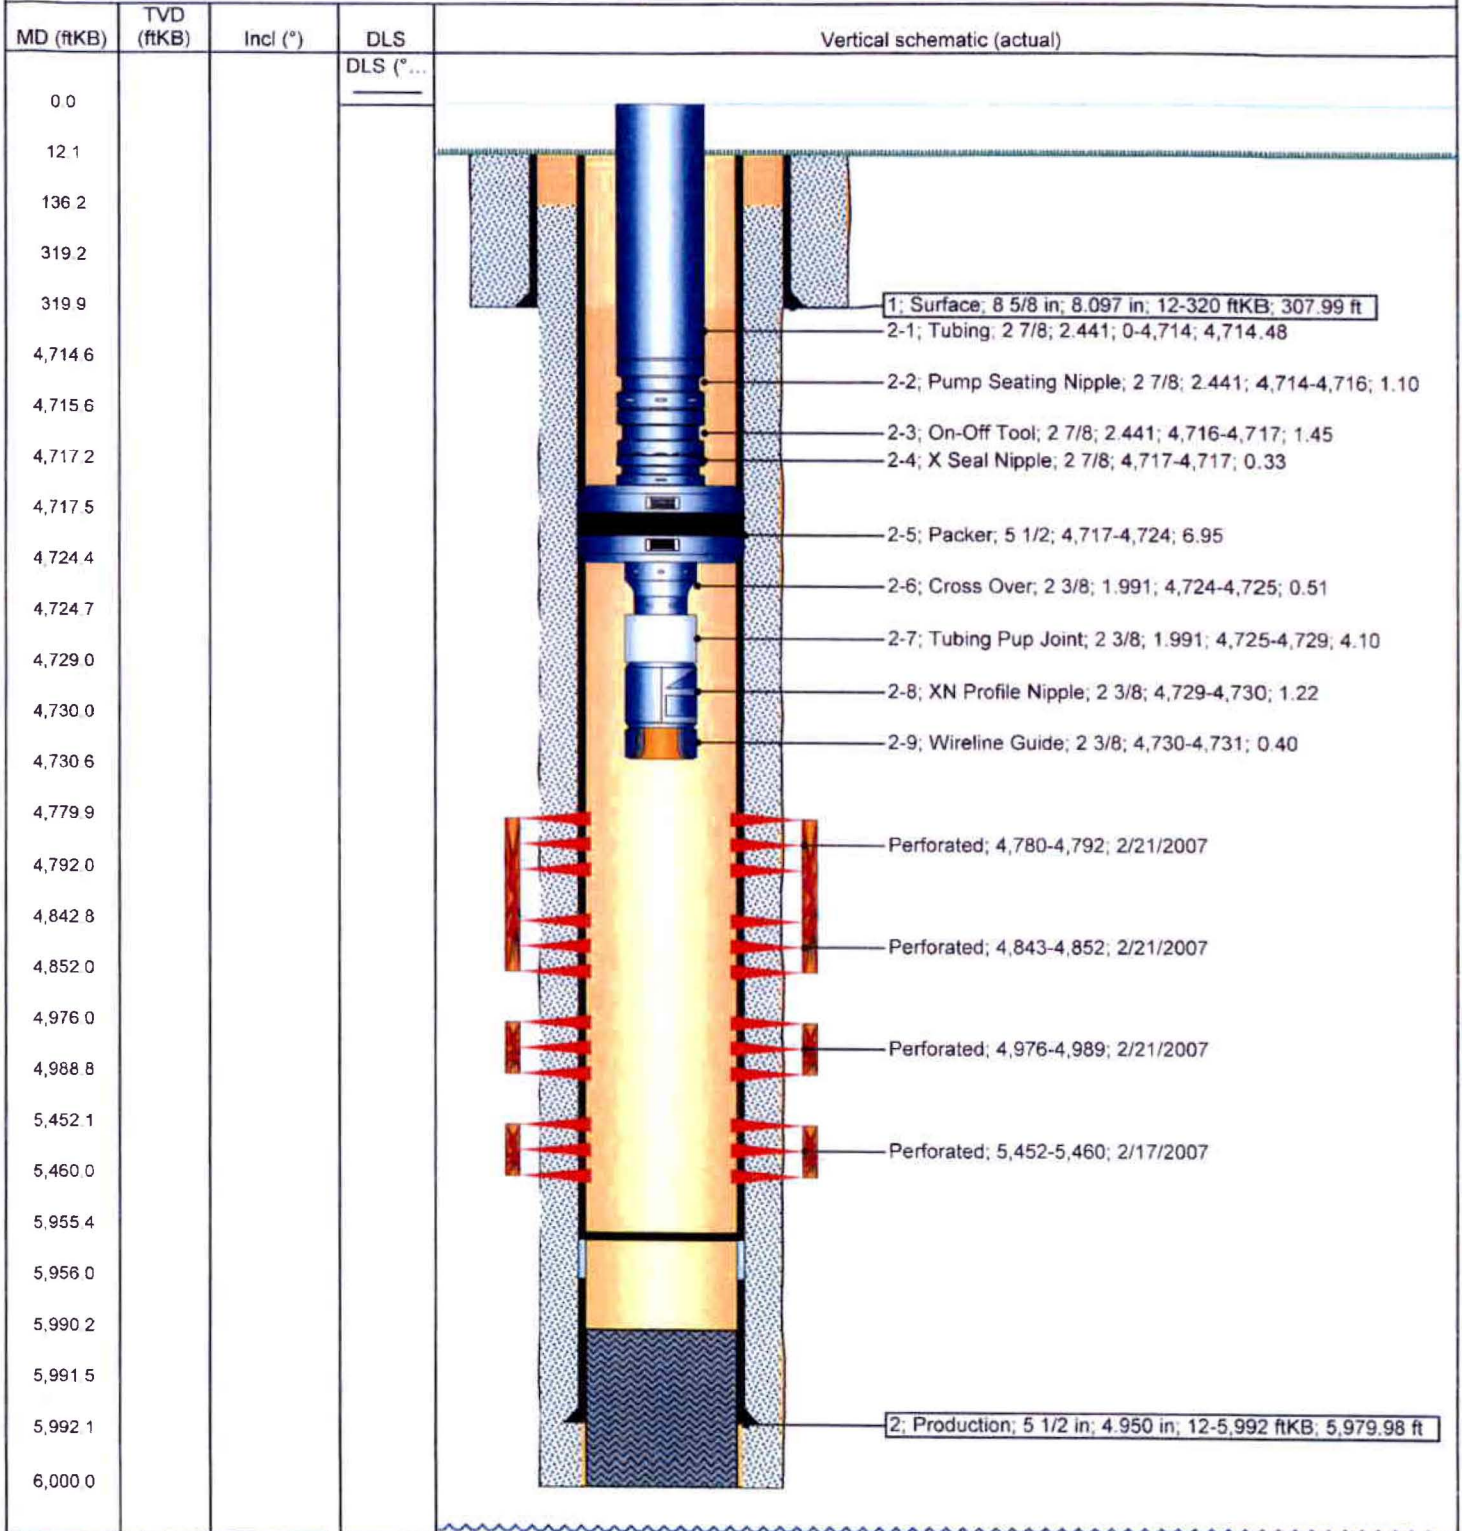 MD (ftKB)
TVD
(ftKB)
Incl (°)
DLS
Vertical schematic (actual)
DLS (°...
0.0
12.1
136.2
319.2
319.9
1; Surface; 8 5/8 in; 8.097 in; 12-320 ftKB; 307.99 ft
2-1; Tubing; 2 7/8; 2.441; 0-4,714; 4,714.48
4,714.6
2-2; Pump Seating Nipple; 2 7/8; 2.441; 4,714-4,716; 1.10
4,715.6
2-3; On-Off Tool; 2 7/8; 2.441; 4,716-4,717; 1.45
4,717.2
2-4; X Seal Nipple; 2 7/8; 4,717-4,717; 0.33
4,717.5
2-5; Packer; 5 1/2; 4,717-4,724; 6.95
4,724.4
2-6; Cross Over; 2 3/8; 1.991; 4,724-4,725; 0.51
4,724.7
2-7; Tubing Pup Joint; 2 3/8; 1.991; 4,725-4,729; 4.10
4,729.0
2-8; XN Profile Nipple; 2 3/8; 4,729-4,730; 1.22
4,730.0
2-9; Wireline Guide; 2 3/8; 4,730-4,731; 0.40
4,730.6
4,779.9
Perforated; 4,780-4,792; 2/21/2007
4,792.0
4,842.8
Perforated; 4,843-4,852; 2/21/2007
4,852.0
4,976.0
Perforated; 4,976-4,989; 2/21/2007
4,988.8
5,452.1
Perforated; 5,452-5,460; 2/17/2007
5,460.0
5,955.4
5,956.0
5,990.2
5,991.5
5,992.1
2; Production; 5 1/2 in; 4.950 in; 12-5,992 ftKB; 5,979.98 ft
6,000.0